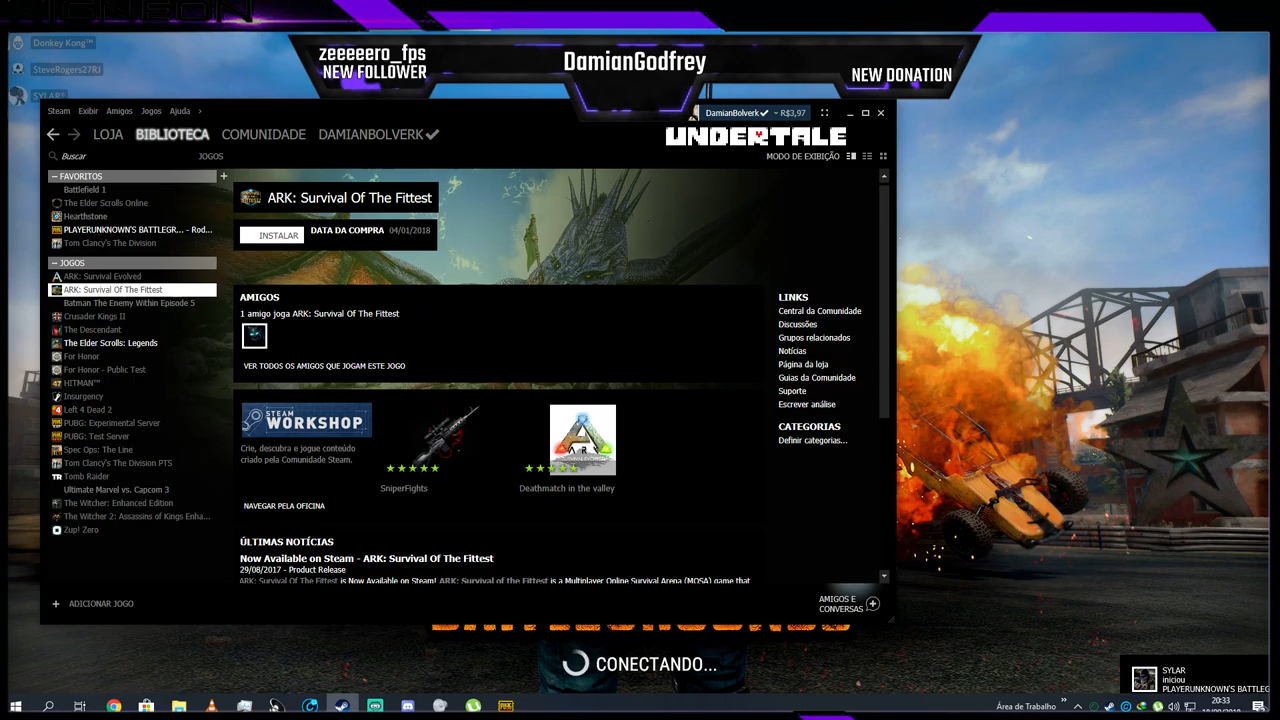 Donkey Kong™
SteveRogers27RJ
SYLAR
zeeeeero_fps
NEW FOLLOWER
DamianGodfrey
NEW DONATION
Steam Exibir Amigos Jogos Ajuda >
DamianBolverk R$3,97
LOJA BIBLIOTECA COMUNIDADE DAMIANBOLVERK
UNDERTALE
Buscar
JOGOS
MODO DE EXIBIÇÃO
— FAVORITOS +
Battlefield 1
The Elder Scrolls Online
Hearthstone
PLAYERUNKNOWN'S BATTLEGR... - Rod...
Tom Clancy's The Division
— JOGOS
ARK: Survival Evolved
ARK: Survival Of The Fittest
Batman The Enemy Within Episode 5
Crusader Kings II
The Descendant
The Elder Scrolls: Legends
For Honor
For Honor - Public Test
HITMAN™
Insurgency
Left 4 Dead 2
PUBG: Experimental Server
PUBG: Test Server
Spec Ops: The Line
Tom Clancy's The Division PTS
Tomb Raider
Ultimate Marvel vs. Capcom 3
The Witcher: Enhanced Edition
The Witcher 2: Assassins of Kings Enha...
Zup! Zero
+ ADICIONAR JOGO
ARK: Survival Of The Fittest
INSTALAR
DATA DA COMPRA 04/01/2018
AMIGOS
1 amigo joga ARK: Survival Of The Fittest
VER TODOS OS AMIGOS QUE JOGAM ESTE JOGO
STEAM
WORKSHOP
Crie, descubra e jogue conteúdo
criado pela Comunidade Steam.
SniperFights
ARK
Deathmatch in the valley
NAVEGAR PELA OFICINA
ÚLTIMAS NOTÍCIAS
Now Available on Steam - ARK: Survival Of The Fittest
29/08/2017 - Product Release
ARK: Survival Of The Fittest is Now Available on Steam! ARK: Survival of the Fittest is a Multiplayer Online Survival Arena (MOSA) game that
LINKS
Central da Comunidade
Discussões
Grupos relacionados
Notícias
Página da loja
Guias da Comunidade
Suporte
Escrever análise
CATEGORIAS
Definir categorias...
AMIGOS E
CONVERSAS
CONECTANDO...
SYLAR
iniciou
PLAYERUNKNOWN'S BATTLEG
Área de Trabalho
20:33